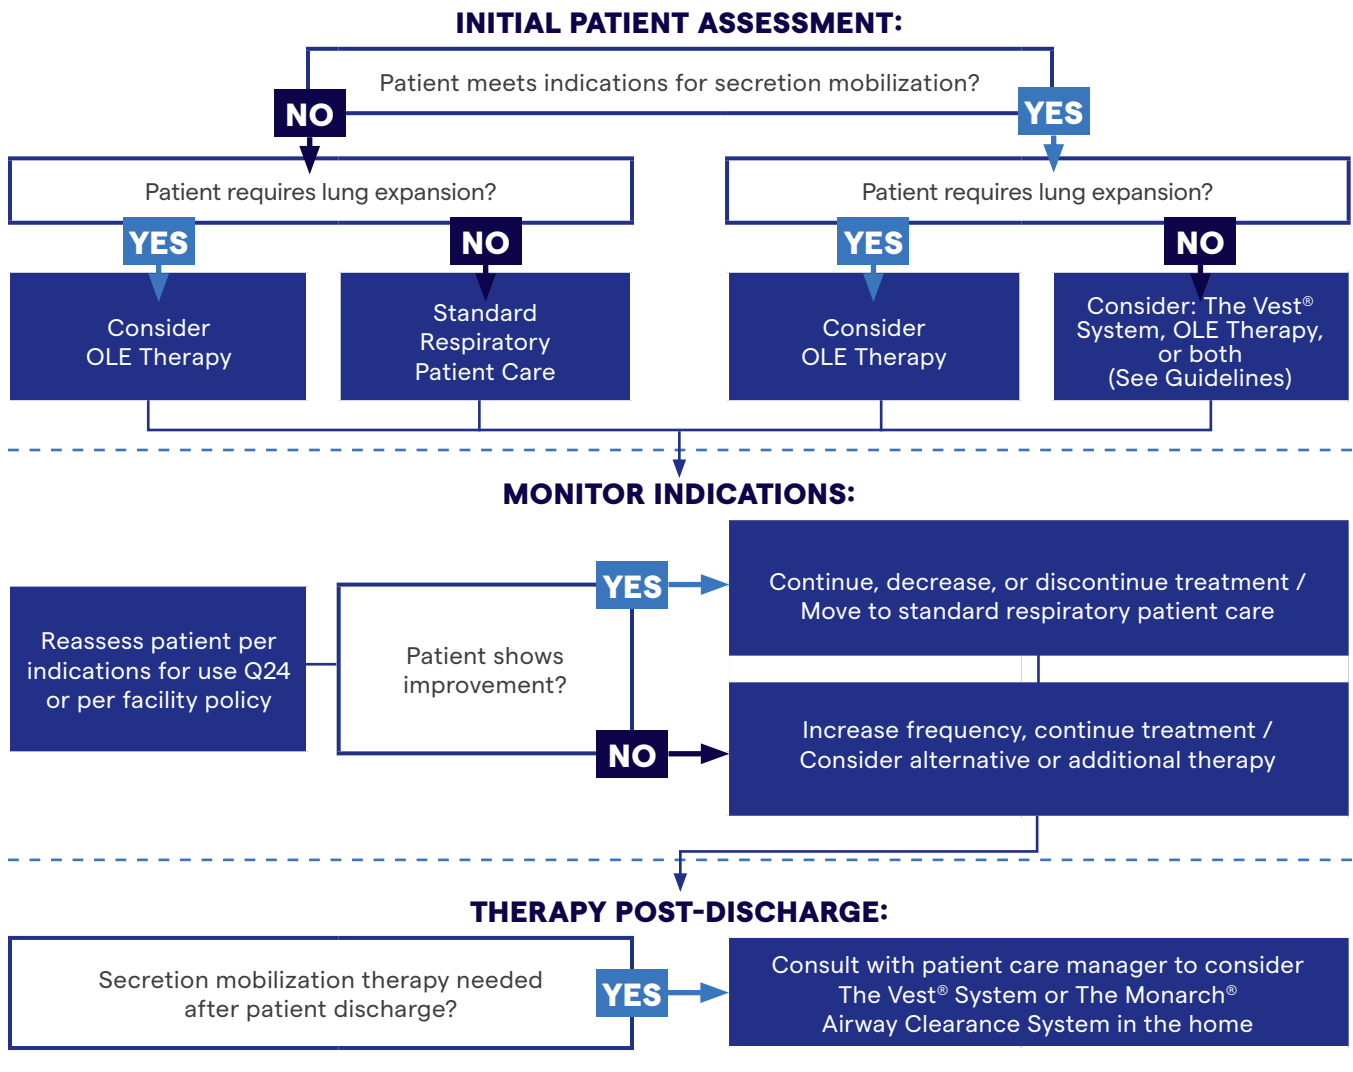 INITIAL PATIENT ASSESSMENT:
Patient meets indications for secretion mobilization?
NO
YES
Patient requires lung expansion?
YES
NO
Consider
OLE Therapy
Standard
Respiratory
Patient Care
Patient requires lung expansion?
YES
NO
Consider
OLE Therapy
Consider: The Vest®
System, OLE Therapy,
or both
(See Guidelines)
MONITOR INDICATIONS:
Reassess patient per
indications for use Q24
or per facility policy
Patient shows
improvement?
YES
Continue, decrease, or discontinue treatment /
Move to standard respiratory patient care
NO
Increase frequency, continue treatment /
Consider alternative or additional therapy
THERAPY POST-DISCHARGE:
Secretion mobilization therapy needed
after patient discharge?
YES
Consult with patient care manager to consider
The Vest® System or The Monarch®
Airway Clearance System in the home